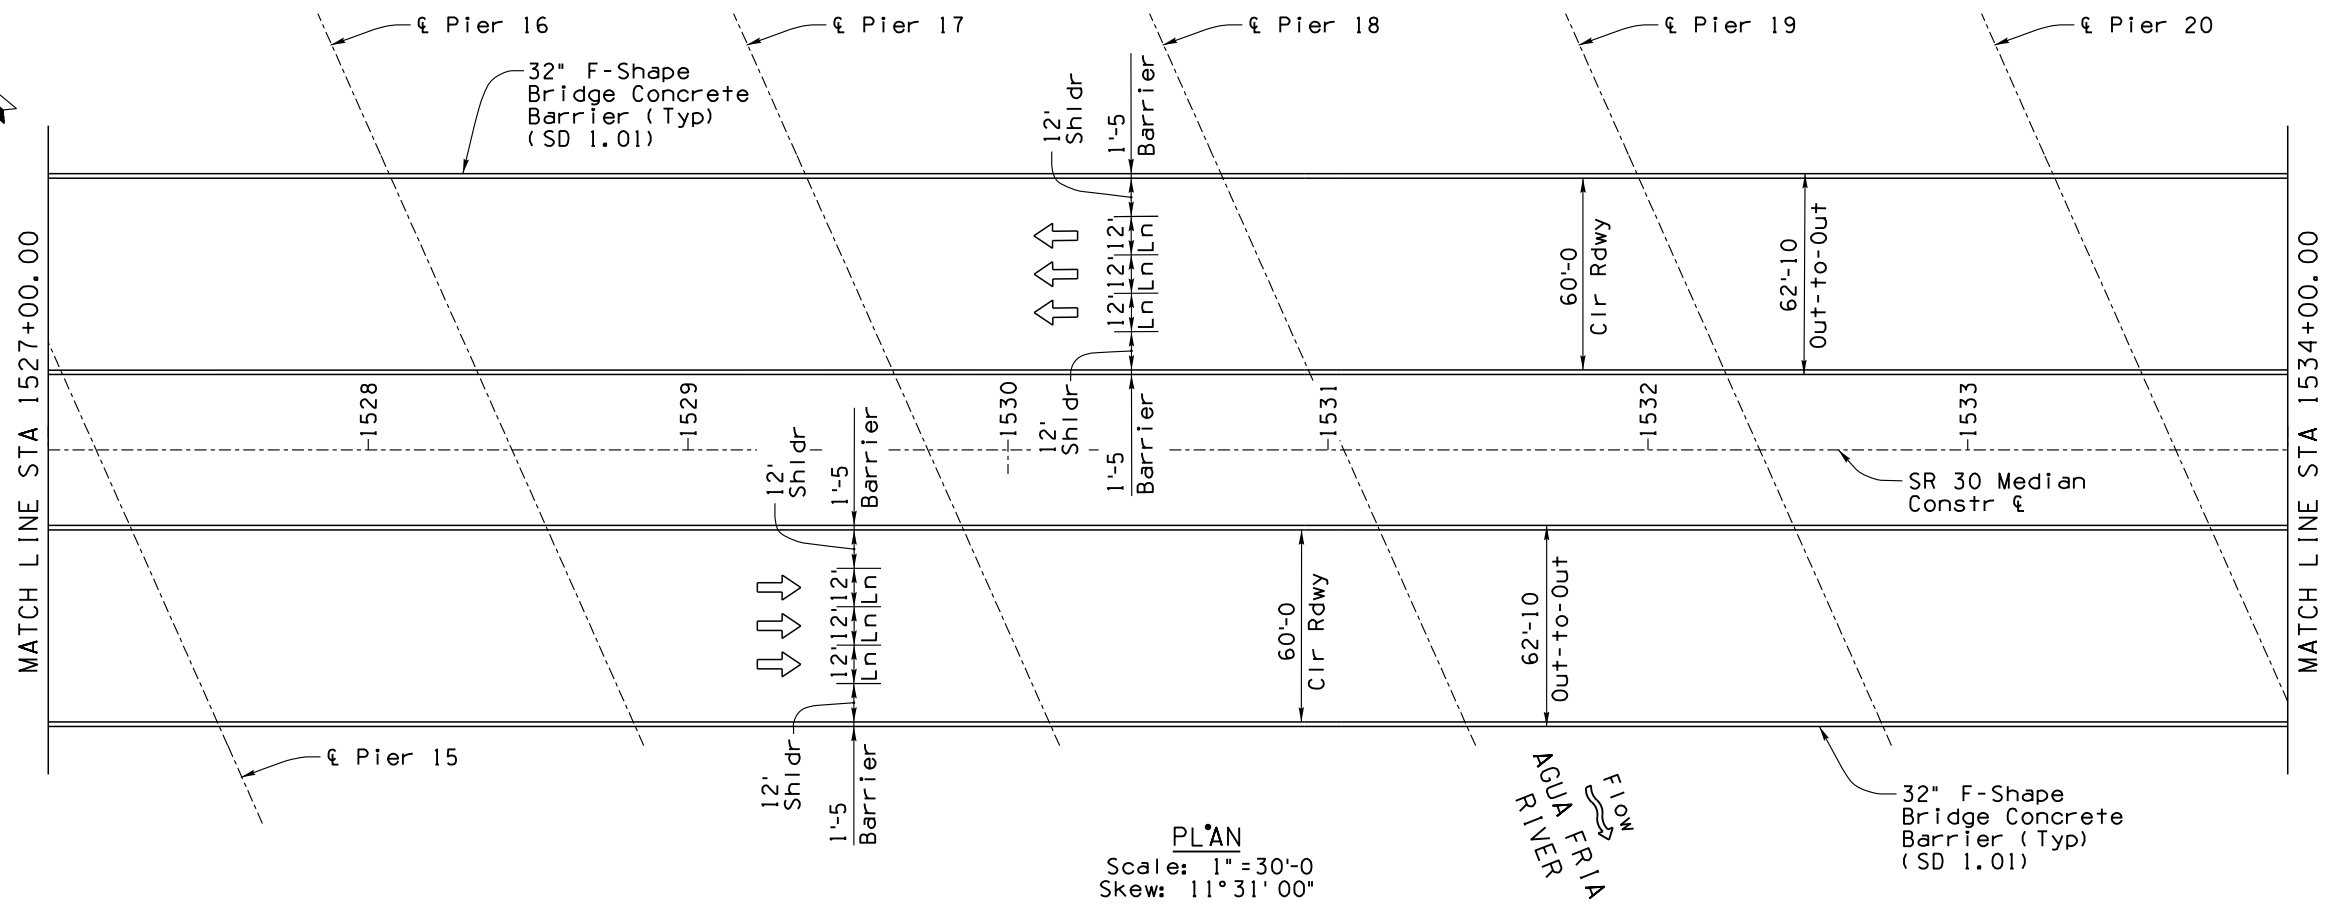 ℄ Pier 16
℄ Pier 17
℄ Pier 18
℄ Pier 19
℄ Pier 20
32" F-Shape
Bridge Concrete
Barrier (Typ)
(SD 1.01)
12'
Shldr
1'-5
Barrier
12'
Ln
12'
Ln
12'
Ln
60'-0
Clr Rdwy
62'-10
Out-to-Out
MATCH LINE STA 1527+00.00
MATCH LINE STA 1534+00.00
1528
1529
1530
1531
1532
1533
12'
Shldr
1'-5
Barrier
12'
Shldr
1'-5
Barrier
SR 30 Median
Constr ℄
12'
Ln
12'
Ln
12'
Ln
60'-0
Clr Rdwy
62'-10
Out-to-Out
℄ Pier 15
12'
Shldr
1'-5
Barrier
Flow
AGUA FRIA
RIVER
32" F-Shape
Bridge Concrete
Barrier (Typ)
(SD 1.01)
PLAN
Scale: 1"=30'-0
Skew: 11°31'00"